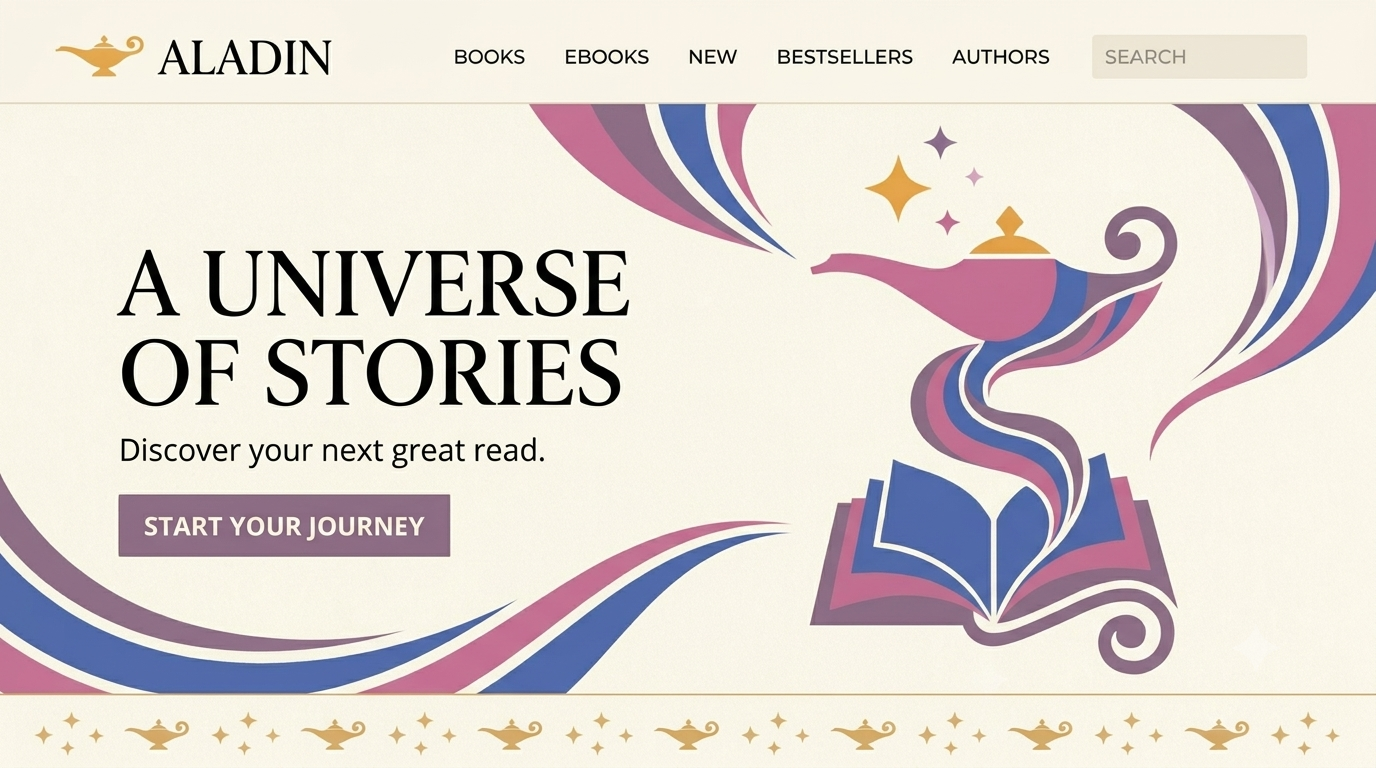 ALADIN
BOOKS EBOOKS NEW BESTSELLERS AUTHORS SEARCH
A UNIVERSE
OF STORIES
Discover your next great read.
START YOUR JOURNEY